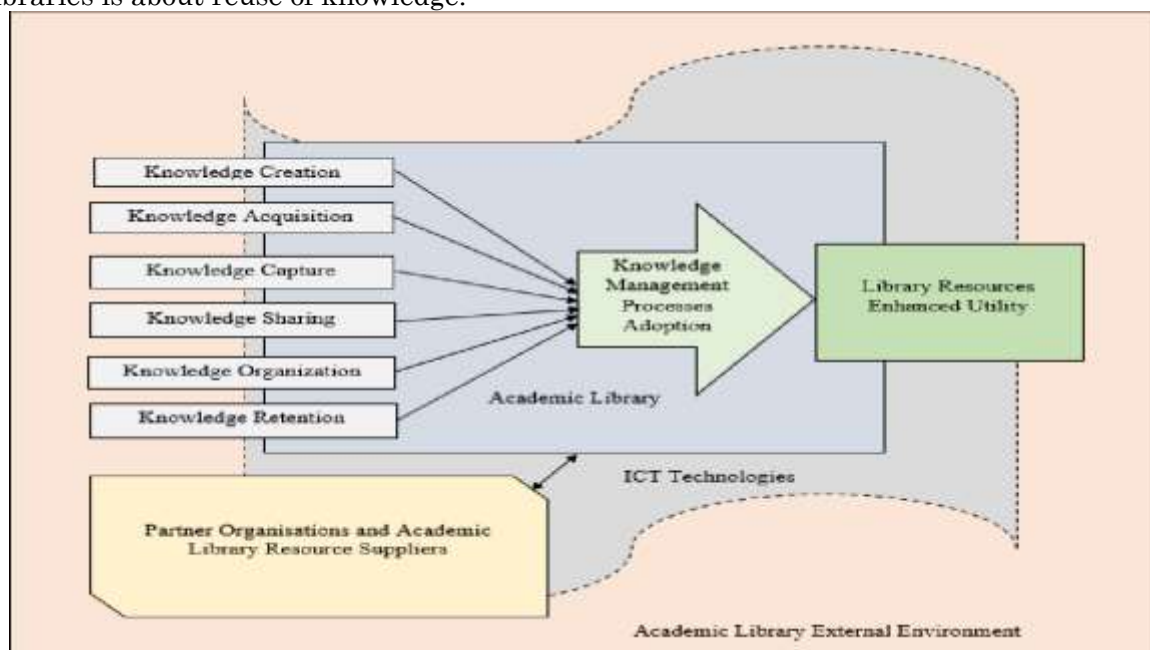 libraries is about reuse of knowledge.
Knowledge Creation
Knowledge Acquisition
Knowledge Capture
Knowledge Sharing
Knowledge Organization
Knowledge Retention
Knowledge
Management
Processes
Adoption
Library Resources
Enhanced Utility
Academic Library
ICT Technologies
Partner Organisations and Academic
Library Resource Suppliers
Academic Library External Environment